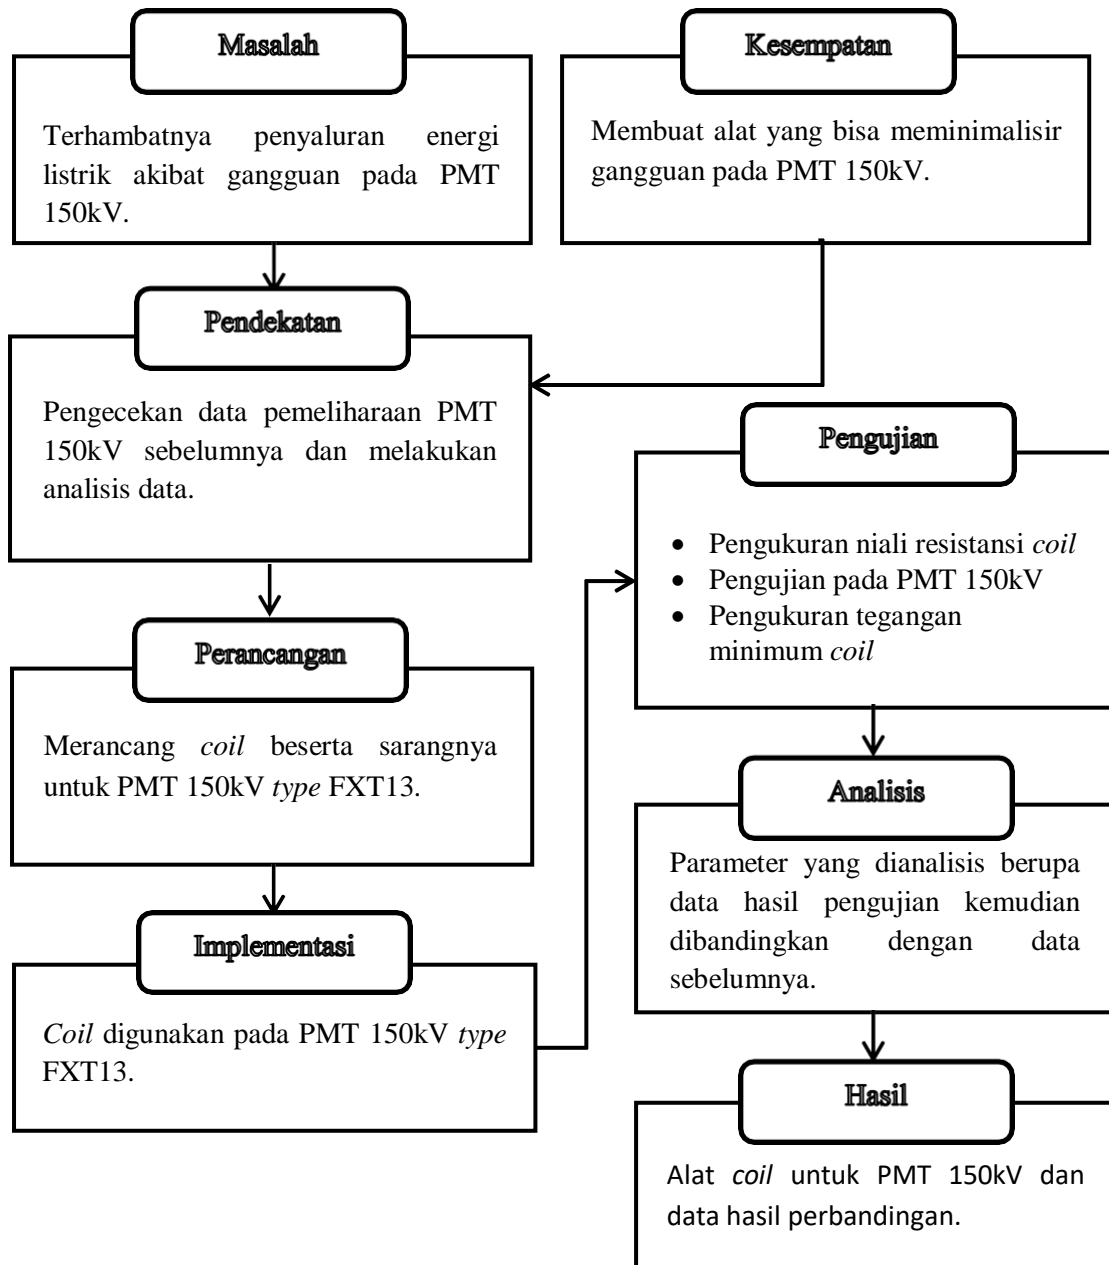 Masalah
Terhambatnya penyaluran energi
listrik akibat gangguan pada PMT
150kV.
Kesempatan
Membuat alat yang bisa meminimalisir
gangguan pada PMT 150kV.
Pendekatan
Pengecekan data pemeliharaan PMT
150kV sebelumnya dan melakukan
analisis data.
Perancangan
Merancang coil beserta sarangnya
untuk PMT 150kV type FXT13.
Implementasi
Coil digunakan pada PMT 150kV type
FXT13.
Pengujian
• Pengukuran niali resistansi coil
• Pengujian pada PMT 150kV
• Pengukuran tegangan
minimum coil
Analisis
Parameter yang dianalisis berupa
data hasil pengujian kemudian
dibandingkan dengan data
sebelumnya.
Hasil
Alat coil untuk PMT 150kV dan
data hasil perbandingan.